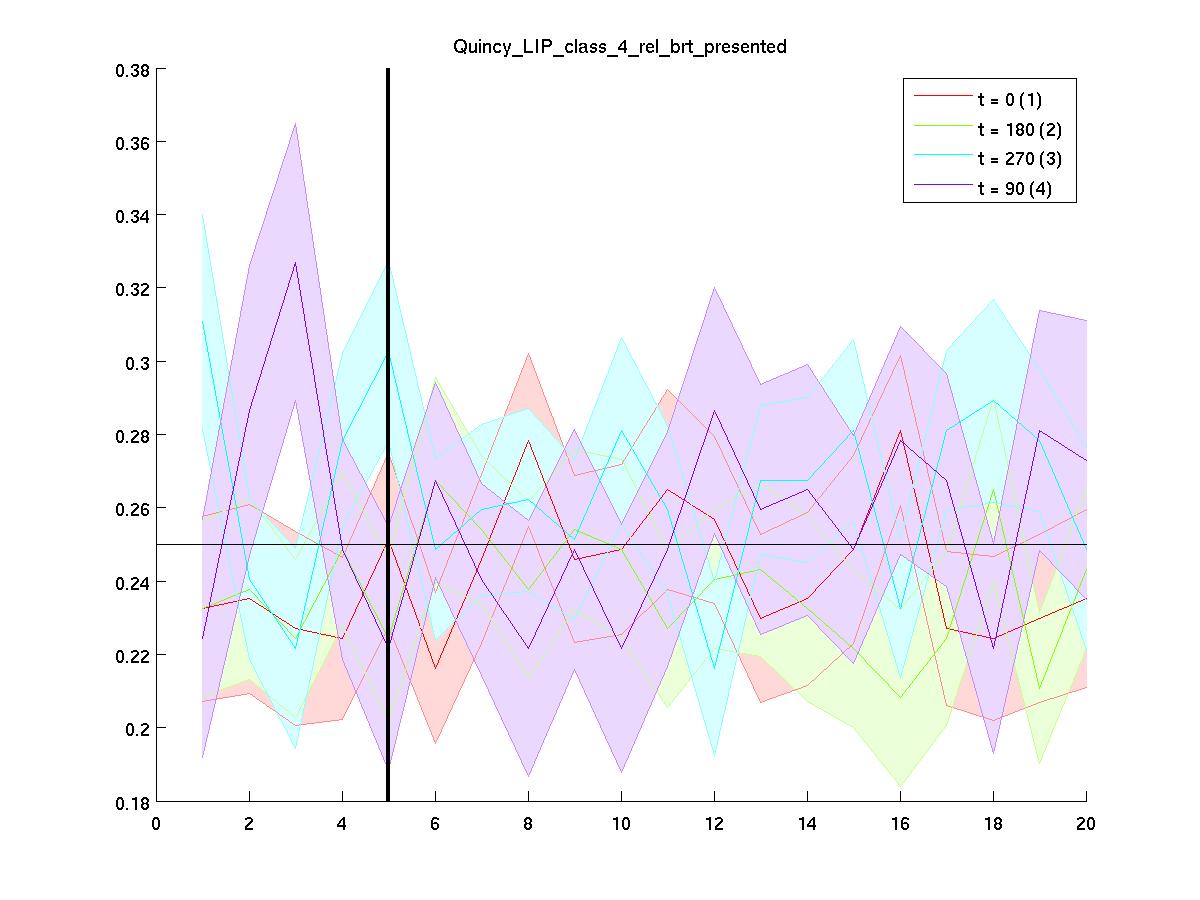 Quincy_LIP_class_4_rel_brt_presented
0.38
0.36
0.34
0.32
0.3
0.28
0.26
0.24
0.22
0.2
0.18
0 2 4 6 8 10 12 14 16 18 20
t = 0 (1)
t = 180 (2)
t = 270 (3)
t = 90 (4)